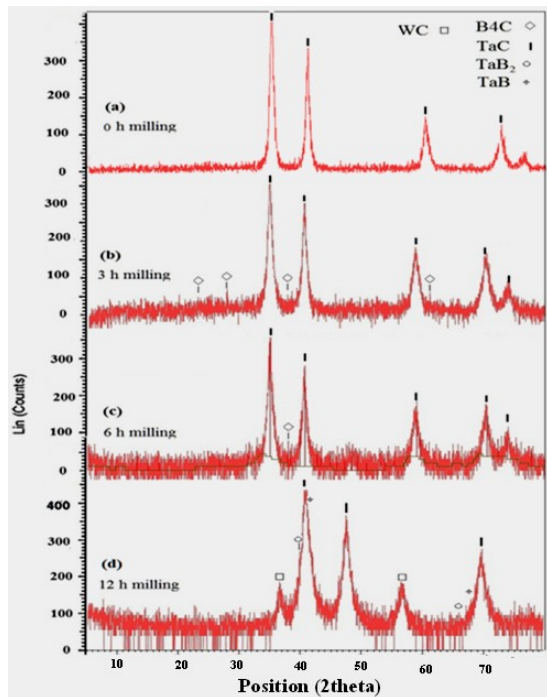 WC □ B4C ◇
TaC ı
TaB₂ ○
TaB +
(a)
0 h milling
300
200
100
0
(b)
3 h milling
300
200
100
0
(c)
6 h milling
300
200
100
0
(d)
12 h milling
400
300
200
100
0
Lin (Counts)
10 20 30 40 50 60 70
Position (2theta)